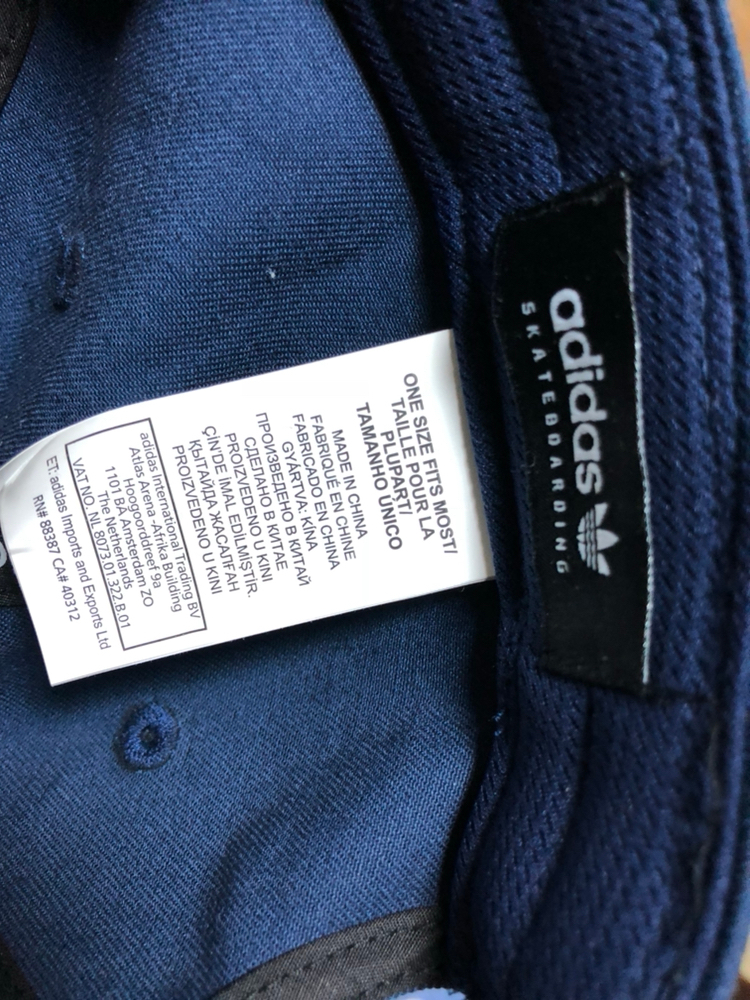 adidas
SKATEBOARDING
ONE SIZE FITS MOST/
TAILLE POUR LA
PLUPART/
TAMANHO ÚNICO
MADE IN CHINA
FABRIQUÉ EN CHINE
FABRICADO EN CHINA
GYÁRTVA: KÍNA
ПРОИЗВЕДЕНО В КИТАЙ
СДЕЛАНО В КИТАЕ
PROIZVEDENO U KINI
ÇİN'DE İMAL EDİLMİŞTİR.
ҚЫТАЙДА ЖАСАЛҒАН
PROIZVEDENO U KINI
adidas International Trading BV
Atlas Arena -Afrika Building
Hoogoorddreef 9a
1101 BA Amsterdam ZO
The Netherlands
VAT NO.NL 8073.01.322.B.01
ET: adidas Imports and Exports Ltd
RN# 88387 CA# 40312